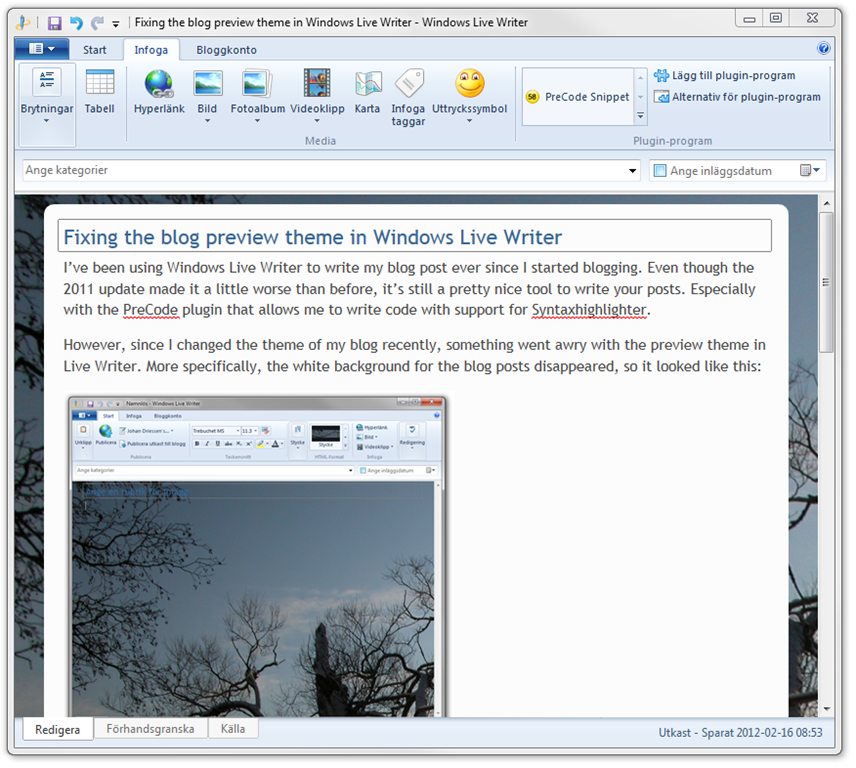 Fixing the blog preview theme in Windows Live Writer - Windows Live Writer
Start Infoga Bloggkonto
Brytningar Tabell Hyperlänk Bild Fotoalbum Videoklipp Karta Infoga taggar Uttryckssymbol
Media
58 PreCode Snippet
Lägg till plugin-program
Alternativ för plugin-program
Plugin-program
Ange kategorier Ange inläggsdatum
Fixing the blog preview theme in Windows Live Writer
I've been using Windows Live Writer to write my blog post ever since I started blogging. Even though the
2011 update made it a little worse than before, it's still a pretty nice tool to write your posts. Especially
with the PreCode plugin that allows me to write code with support for Syntaxhighlighter.
However, since I changed the theme of my blog recently, something went awry with the preview theme in
Live Writer. More specifically, the white background for the blog posts disappeared, so it looked like this:
Namnlös - Windows Live Writer
Start Infoga Bloggkonto
Urklipp Publicera Johan Driessen's...
Publicera utkast till blogg
Publicera
Trebuchet MS 11,3
Teckensnitt
Stycke
Stycke
HTML-format
Hyperlänk
Bild
Videoklipp
Infoga
Redigering
Ange kategorier Ange inläggsdatum
Redigera Förhandsgranska Källa Utkast - Sparat 2012-02-16 08:53